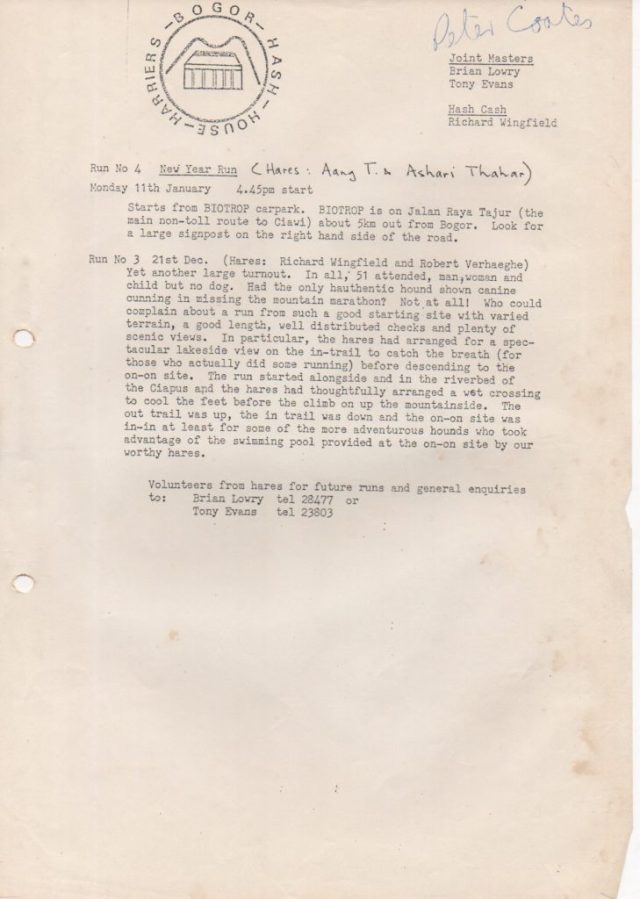 BOGOR-HASH-HOUSE-HARRIERS-
Peter Coates
Joint Masters
Brian Lowry
Tony Evans
Hash Cash
Richard Wingfield
Run No 4 New Year Run (Hares: Aang T. & Ashari Thahar)
Monday 11th January 4.45pm start
Starts from BIOTROP carpark. BIOTROP is on Jalan Raya Tajur (the
main non-toll route to Ciawi) about 5km out from Bogor. Look for
a large signpost on the right hand side of the road.
Run No 3 21st Dec. (Hares: Richard Wingfield and Robert Verhaeghe)
Yet another large turnout. In all, 51 attended, man,woman and
child but no dog. Had the only hauthentic hound shown canine
cunning in missing the mountain marathon? Not at all! Who could
complain about a run from such a good starting site with varied
terrain, a good length, well distributed checks and plenty of
scenic views. In particular, the hares had arranged for a spec-
tacular lakeside view on the in-trail to catch the breath (for
those who actually did some running) before descending to the
on-on site. The run started alongside and in the riverbed of
the Ciapus and the hares had thoughtfully arranged a wet crossing
to cool the feet before the climb on up the mountainside. The
out trail was up, the in trail was down and the on-on site was
in-in at least for some of the more adventurous hounds who took
advantage of the swimming pool provided at the on-on site by our
worthy hares.
Volunteers from hares for future runs and general enquiries
to: Brian Lowry tel 28477 or
Tony Evans tel 23803